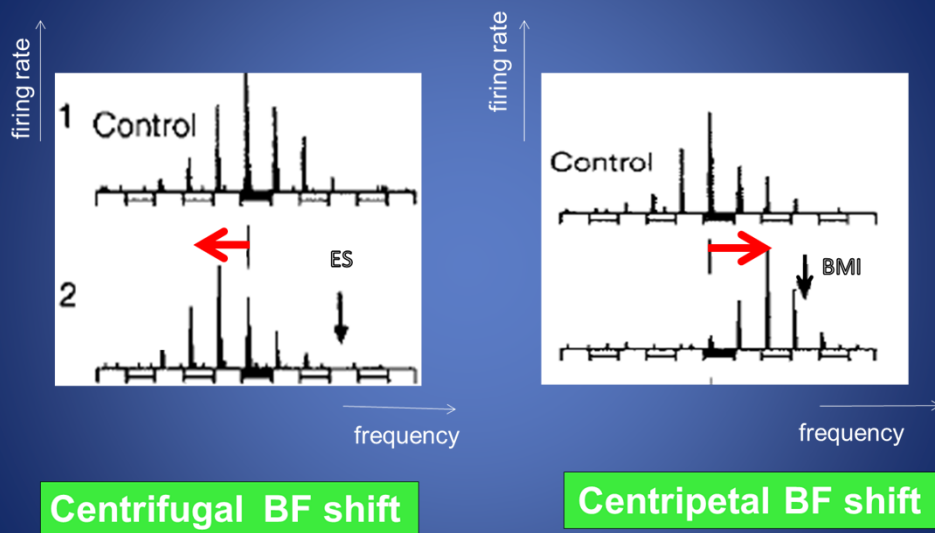 firing rate
1 Control
ES
2
frequency
Centrifugal BF shift
firing rate
Control
BMI
frequency
Centripetal BF shift